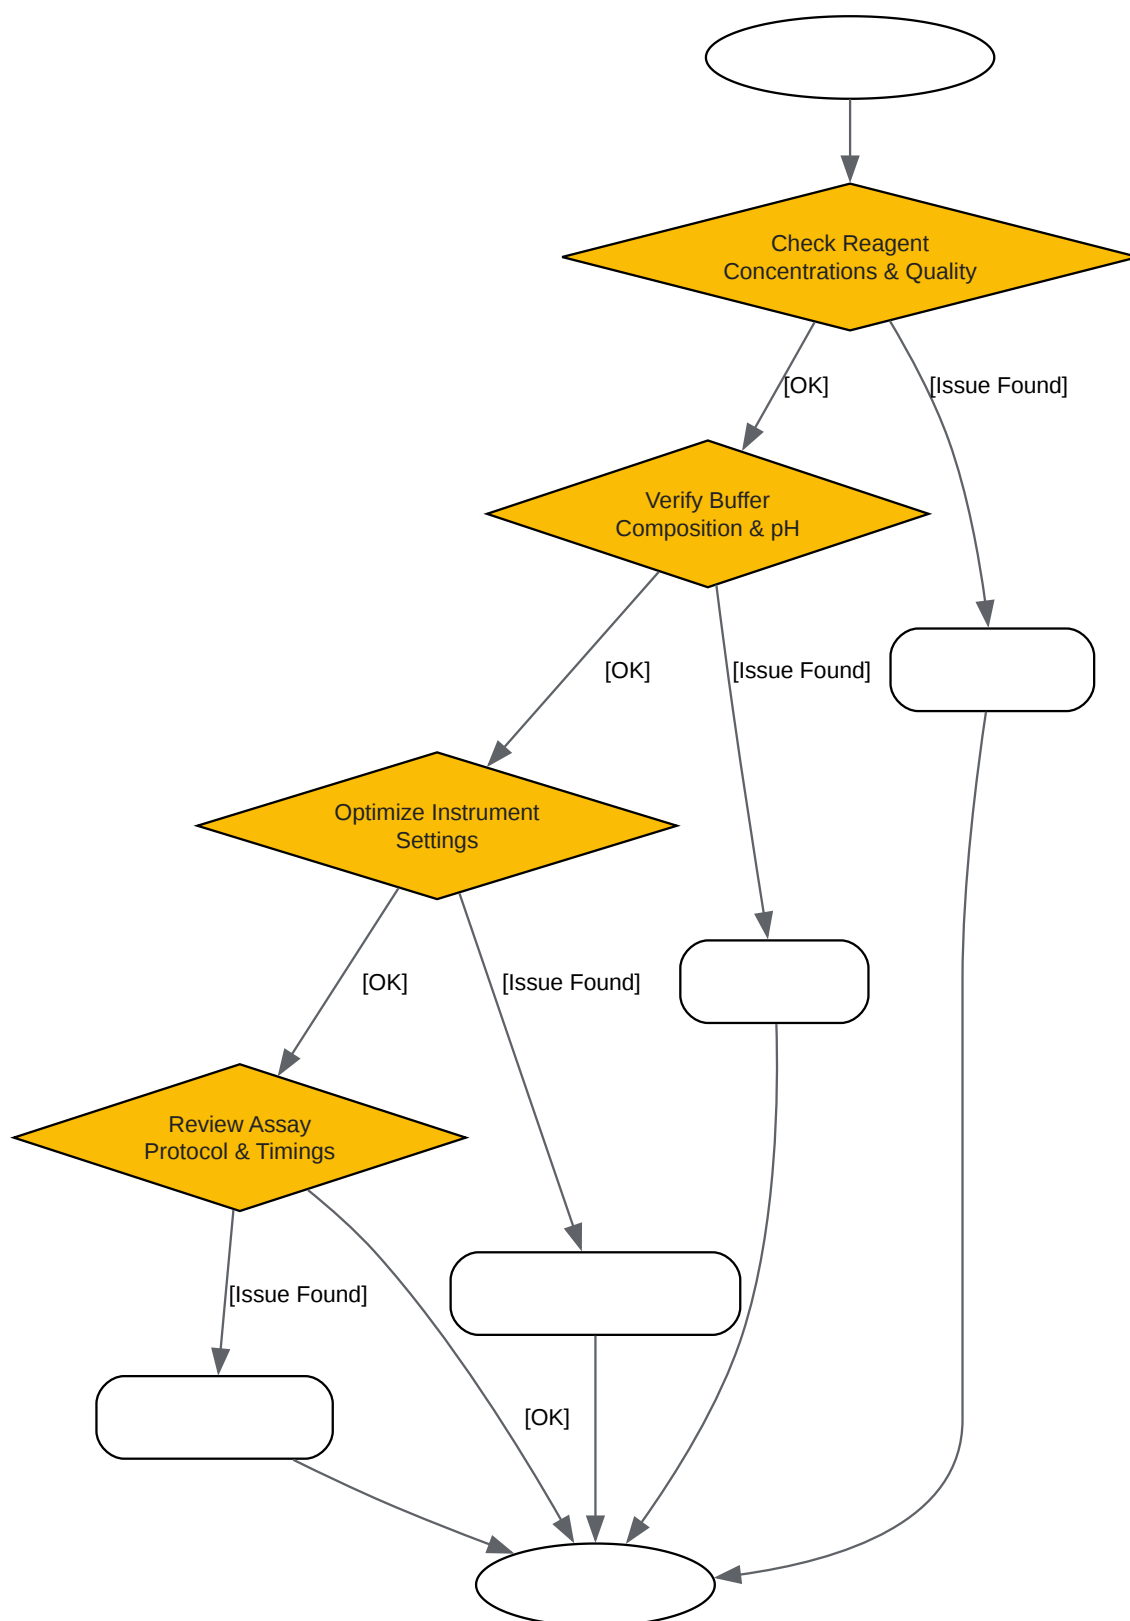 Check Reagent
Concentrations & Quality
[OK]
[Issue Found]
Verify Buffer
Composition & pH
[OK]
[Issue Found]
Optimize Instrument
Settings
[OK]
[Issue Found]
Review Assay
Protocol & Timings
[Issue Found]
[OK]